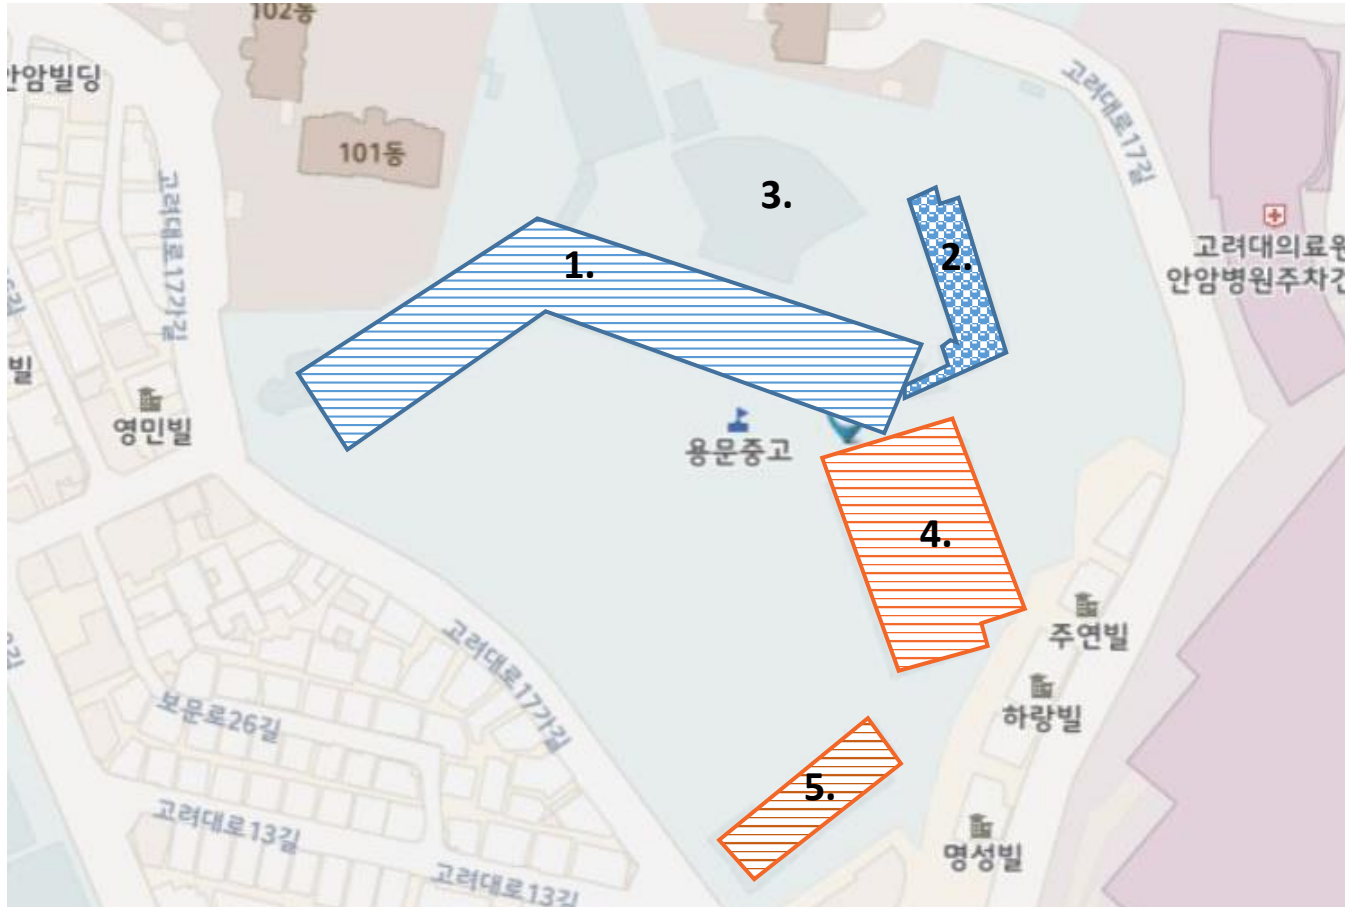 102동
안암빌딩
101동
고려대로17길
고려대로17가길
3.
2.
1.
고려대의료원
안암병원주차간
빌
영민빌
용문중고
4.
주연빌
고려대로17가길
하랑빌
보문로26길
5.
고려대로13길
명성빌
고려대로13길